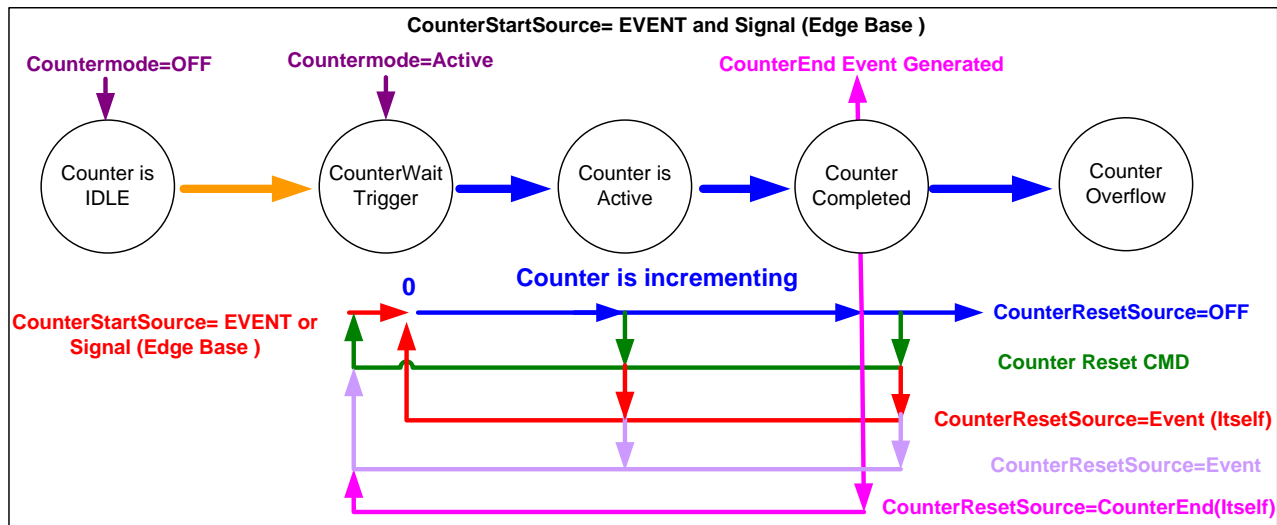 CounterStartSource= EVENT and Signal (Edge Base )
Countermode=OFF
Countermode=Active
CounterEnd Event Generated
Counter is
IDLE
CounterWait
Trigger
Counter is
Active
Counter
Completed
Counter
Overflow
0
Counter is incrementing
CounterStartSource= EVENT or
Signal (Edge Base )
CounterResetSource=OFF
Counter Reset CMD
CounterResetSource=Event (Itself)
CounterResetSource=Event
CounterResetSource=CounterEnd(Itself)